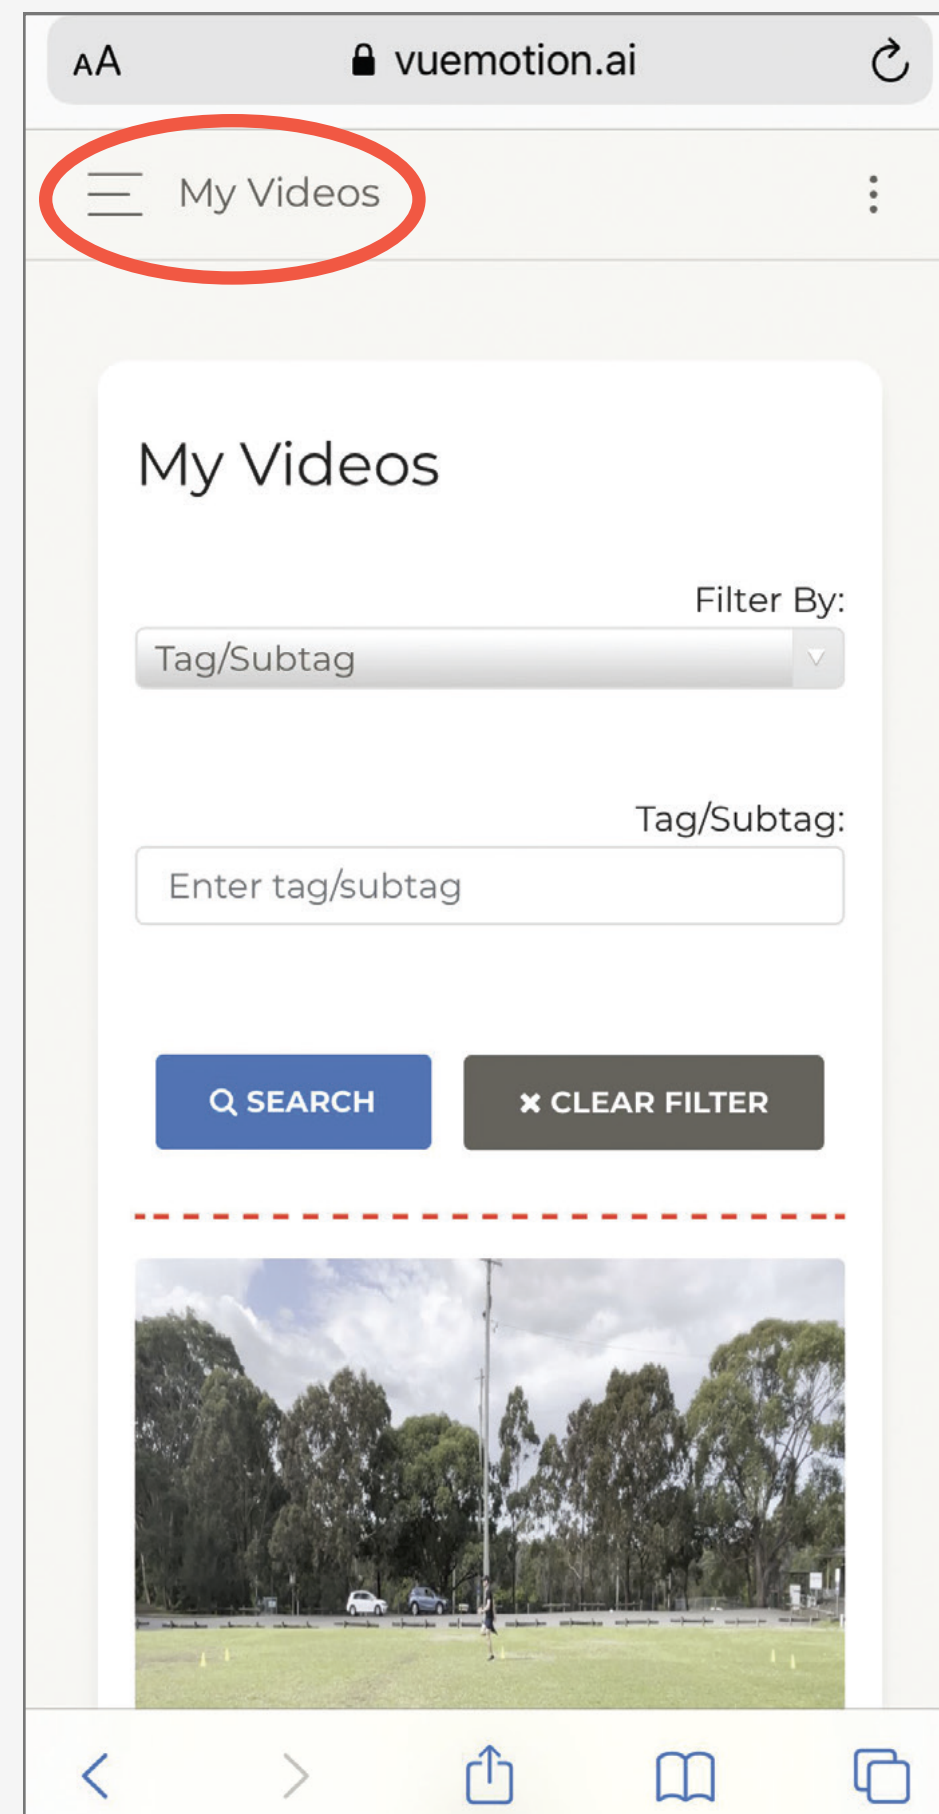 AA vuemotion.ai
My Videos
My Videos
Filter By:
Tag/Subtag
Tag/Subtag:
Enter tag/subtag
SEARCH CLEAR FILTER